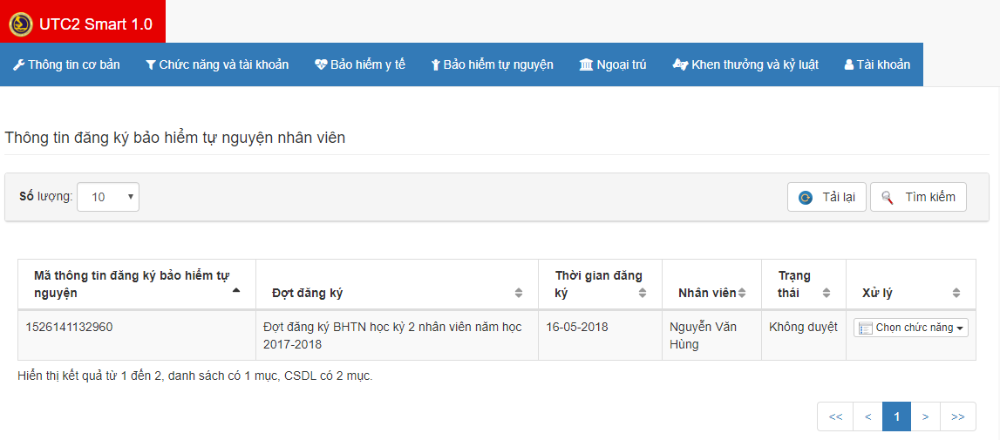 UTC2 Smart 1.0
Thông tin cơ bản Chức năng và tài khoản Bảo hiểm y tế Bảo hiểm tự nguyện Ngoại trú Khen thưởng và kỷ luật Tài khoản
Thông tin đăng ký bảo hiểm tự nguyện nhân viên
Số lượng: 10 Tải lại Tìm kiếm
Mã thông tin đăng ký bảo hiểm tự
nguyện
Đợt đăng ký
Thời gian đăng
ký
Nhân viên
Trạng
thái
Xử lý
1526141132960
Đợt đăng ký BHTN học kỳ 2 nhân viên năm học
2017-2018
16-05-2018
Nguyễn Văn
Hùng
Không duyệt
Chọn chức năng
Hiển thị kết quả từ 1 đến 2, danh sách có 1 mục, CSDL có 2 mục.
<< < 1 > >>